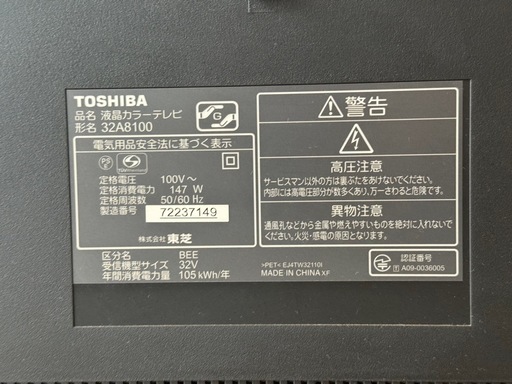 TOSHIBA
品名 液晶カラーテレビ
形名 32A8100
G
電気用品安全法に基づく表示
PS
E
定格電圧 100V〜
定格消費電力 147 W
定格周波数 50/60 Hz
製造番号 72237149
株式会社 東芝
区分名 BEE
受信機型サイズ 32V
年間消費電力量 105 kWh/年
警告
高圧注意
サービスマン以外の方は裏ぶたをあけないでください。
内部には高電圧部分が数多くあり、万一さわると危険です。
異物注意
通風孔などから金属や燃えやすいものを絶対に入れないで
ください。火災・感電の原因になります。
>PET< EJ4TW32110I
MADE IN CHINA XF
認証番号
T A09-0036005